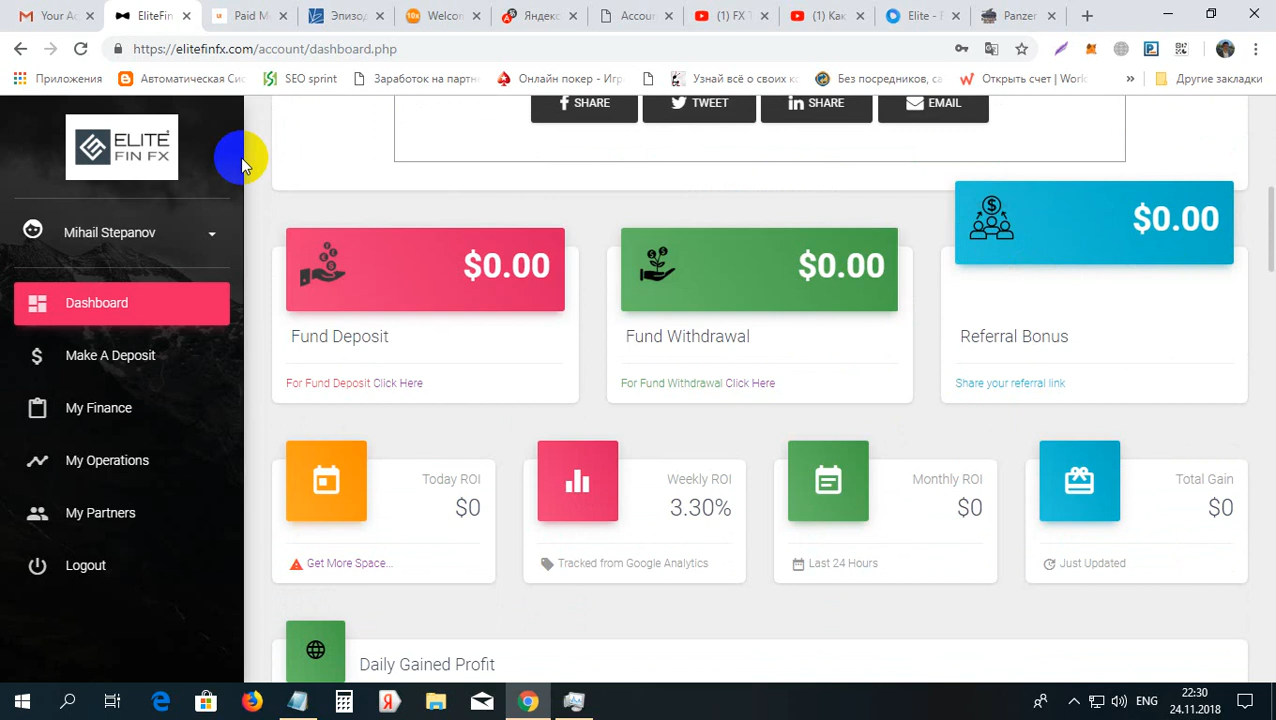 Your A
EliteFin
Paid M
Эпизод
10x
Welcon
Яндекс
Accour
FX 
(1) Как
Elite - F
Panzer
https://elitefinfx.com/account/dashboard.php
Приложения
Автоматическая Сис
SEO sprint
Заработок на партн
Онлайн покер - Игр
Узнай всё о своих к
Без посредников, са
Открыть счет | Worl
»
Другие закладки
ELITE
FIN FX
SHARE
TWEET
SHARE
EMAIL
Mihail Stepanov
Dashboard
Make A Deposit
My Finance
My Operations
My Partners
Logout
$0.00
Fund Deposit
For Fund Deposit Click Here
$0.00
Fund Withdrawal
For Fund Withdrawal Click Here
$0.00
Referral Bonus
Share your referral link
Today ROI
$0
Get More Space...
Weekly ROI
3.30%
Tracked from Google Analytics
Monthly ROI
$0
Last 24 Hours
Total Gain
$0
Just Updated
Daily Gained Profit
ENG
22:30
24.11.2018